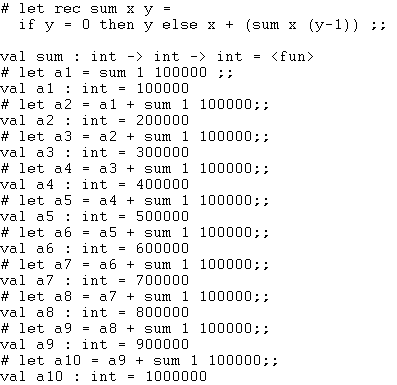 # let rec sum x y =
if y = 0 then y else x + (sum x (y-1)) ;;
val sum : int -> int -> int = <fun>
# let a1 = sum 1 100000 ;;
val a1 : int = 100000
# let a2 = a1 + sum 1 100000;;
val a2 : int = 200000
# let a3 = a2 + sum 1 100000;;
val a3 : int = 300000
# let a4 = a3 + sum 1 100000;;
val a4 : int = 400000
# let a5 = a4 + sum 1 100000;;
val a5 : int = 500000
# let a6 = a5 + sum 1 100000;;
val a6 : int = 600000
# let a7 = a6 + sum 1 100000;;
val a7 : int = 700000
# let a8 = a7 + sum 1 100000;;
val a8 : int = 800000
# let a9 = a8 + sum 1 100000;;
val a9 : int = 900000
# let a10 = a9 + sum 1 100000;;
val a10 : int = 1000000